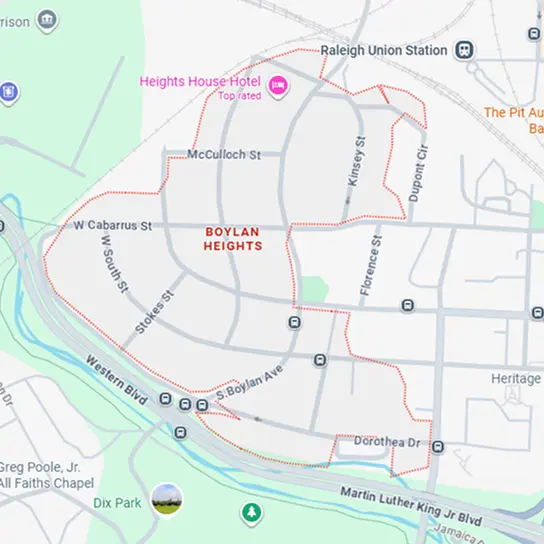 rison
Raleigh Union Station
Heights House Hotel
Top rated
The Pit Au
Ba
McCulloch St
Kinsey St
Dupont Cir
W Cabarrus St
BOYLAN
HEIGHTS
W South St
Florence St
Stokes St
Western Blvd
S Boylan Ave
Heritage
on Dr
Dorothea Dr
Greg Poole, Jr.
All Faiths Chapel
Dix Park
Martin Luther King Jr Blvd
Jamaica